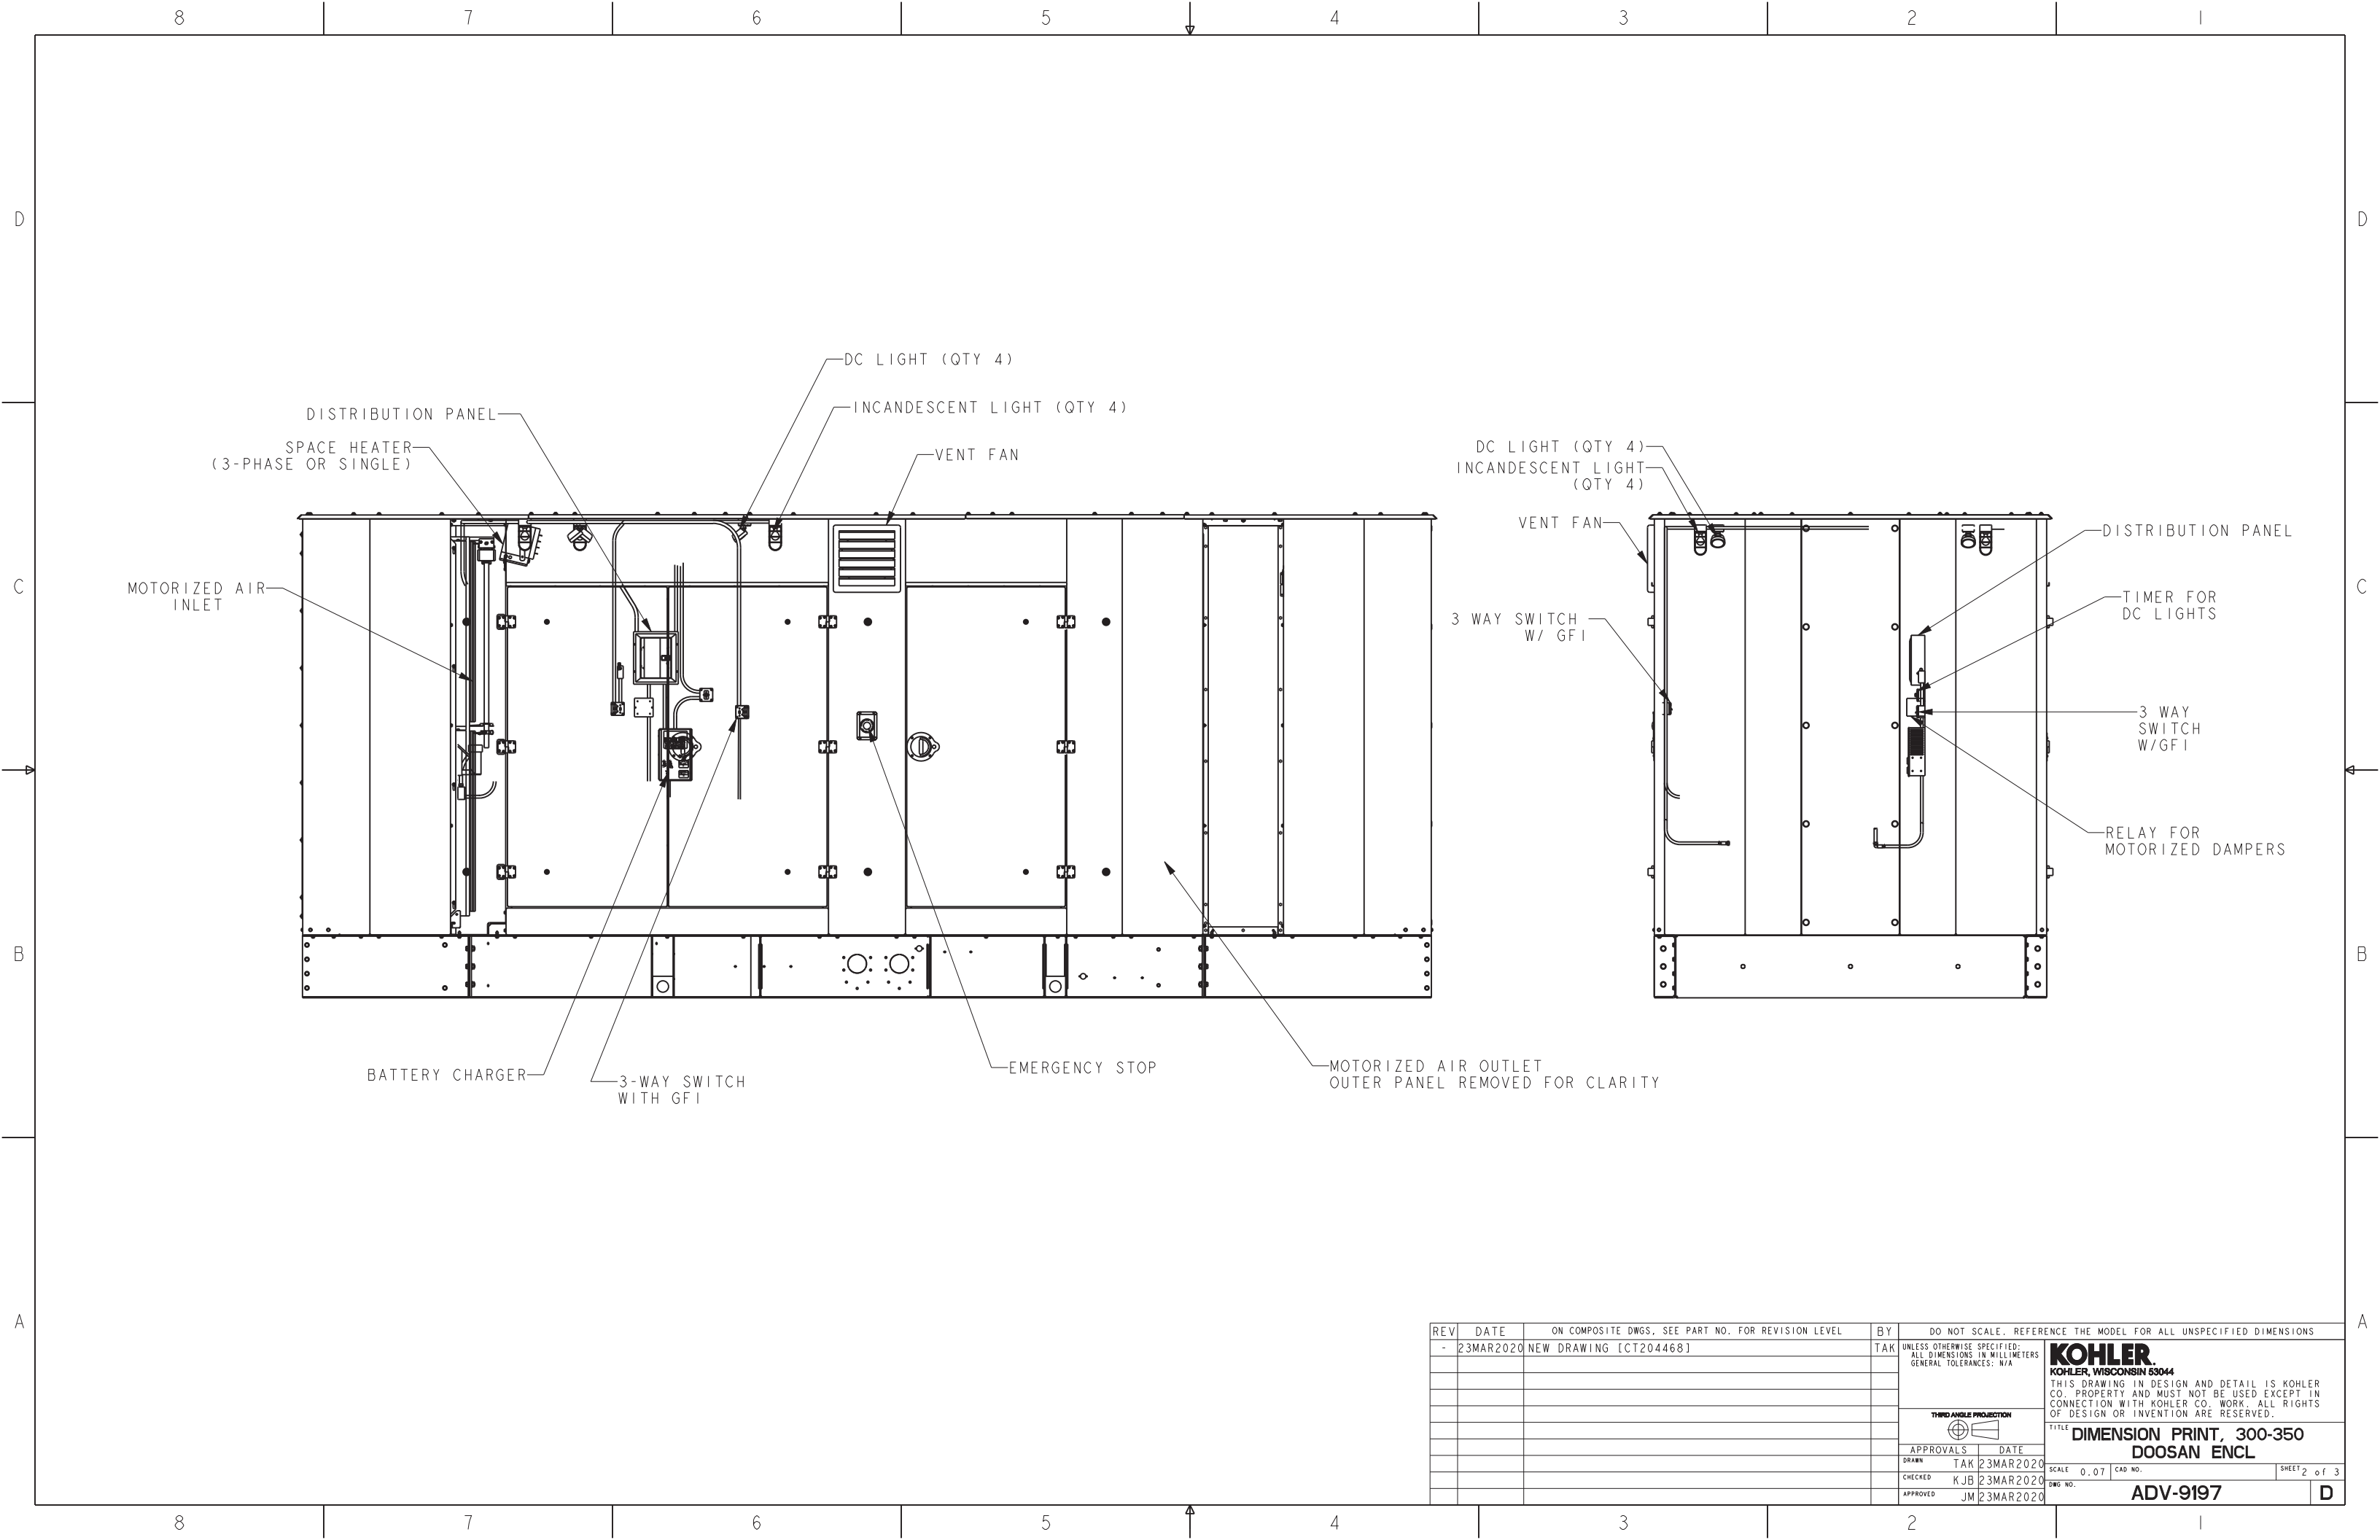 8 7 6 5 4 3 2 1
D D
C C
B B
A A
DC LIGHT (QTY 4)
INCANDESCENT LIGHT (QTY 4)
DISTRIBUTION PANEL
SPACE HEATER
(3-PHASE OR SINGLE)
VENT FAN
MOTORIZED AIR
INLET
BATTERY CHARGER
3-WAY SWITCH
WITH GFI
EMERGENCY STOP
MOTORIZED AIR OUTLET
OUTER PANEL REMOVED FOR CLARITY
DC LIGHT (QTY 4)
INCANDESCENT LIGHT
(QTY 4)
VENT FAN
3 WAY SWITCH
W/ GFI
DISTRIBUTION PANEL
TIMER FOR
DC LIGHTS
3 WAY
SWITCH
W/GFI
RELAY FOR
MOTORIZED DAMPERS
REV DATE ON COMPOSITE DWGS, SEE PART NO. FOR REVISION LEVEL BY
- 23MAR2020 NEW DRAWING [CT204468] TAK
DO NOT SCALE. REFERENCE THE MODEL FOR ALL UNSPECIFIED DIMENSIONS
UNLESS OTHERWISE SPECIFIED:
ALL DIMENSIONS IN MILLIMETERS
GENERAL TOLERANCES: N/A
THIRD ANGLE PROJECTION
APPROVALS DATE
DRAWN TAK 23MAR2020
CHECKED KJB 23MAR2020
APPROVED JM 23MAR2020
KOHLER.
KOHLER, WISCONSIN 53044
THIS DRAWING IN DESIGN AND DETAIL IS KOHLER
CO. PROPERTY AND MUST NOT BE USED EXCEPT IN
CONNECTION WITH KOHLER CO. WORK. ALL RIGHTS
OF DESIGN OR INVENTION ARE RESERVED.
TITLE DIMENSION PRINT, 300-350
DOOSAN ENCL
SCALE 0.07 CAD NO. SHEET 2 of 3
DWG NO. ADV-9197 D
8 7 6 5 4 3 2 1